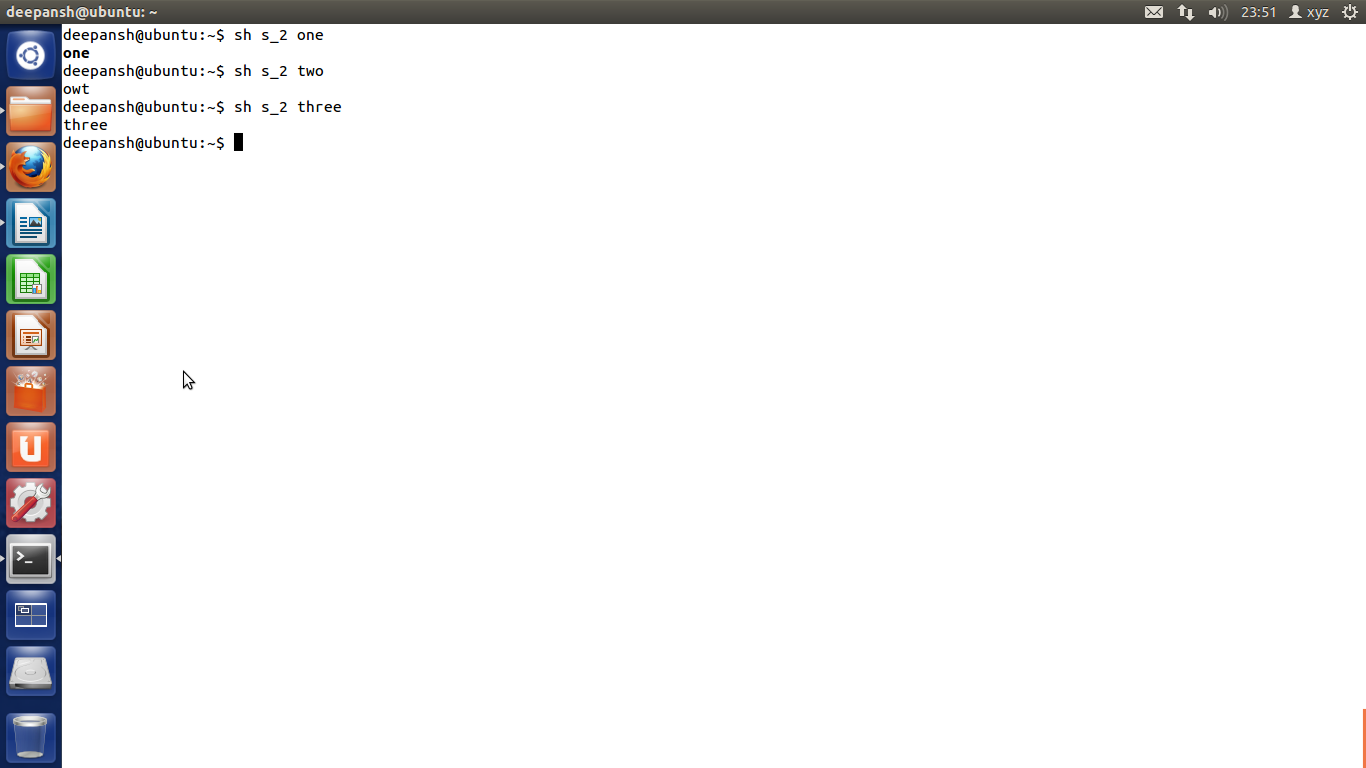 deepansh@ubuntu: ~
23:51 xyz
deepansh@ubuntu:~$ sh s_2 one
one
deepansh@ubuntu:~$ sh s_2 two
owt
deepansh@ubuntu:~$ sh s_2 three
three
deepansh@ubuntu:~$